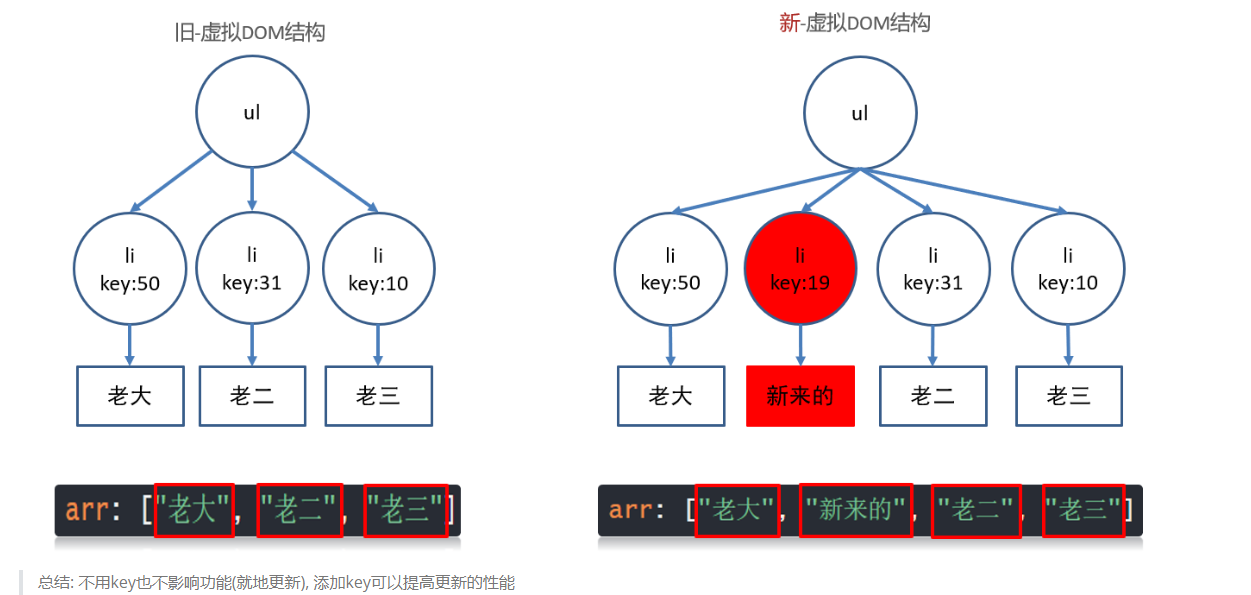 旧-虚拟DOM结构
新-虚拟DOM结构
ul
ul
li
key:50
li
key:31
li
key:10
li
key:50
li
key:19
li
key:31
li
key:10
老大
老二
老三
老大
新来的
老二
老三
arr: ["老大", "老二", "老三"]
arr: ["老大", "新来的", "老二", "老三"]
总结: 不用key也不影响功能(就地更新), 添加key可以提高更新的性能